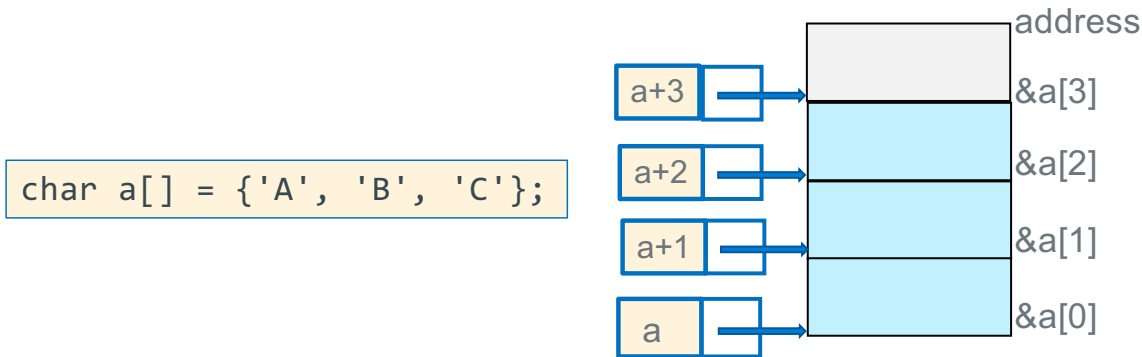 char a[] = {'A', 'B', 'C'};
address
a+3
&a[3]
a+2
&a[2]
a+1
&a[1]
a
&a[0]